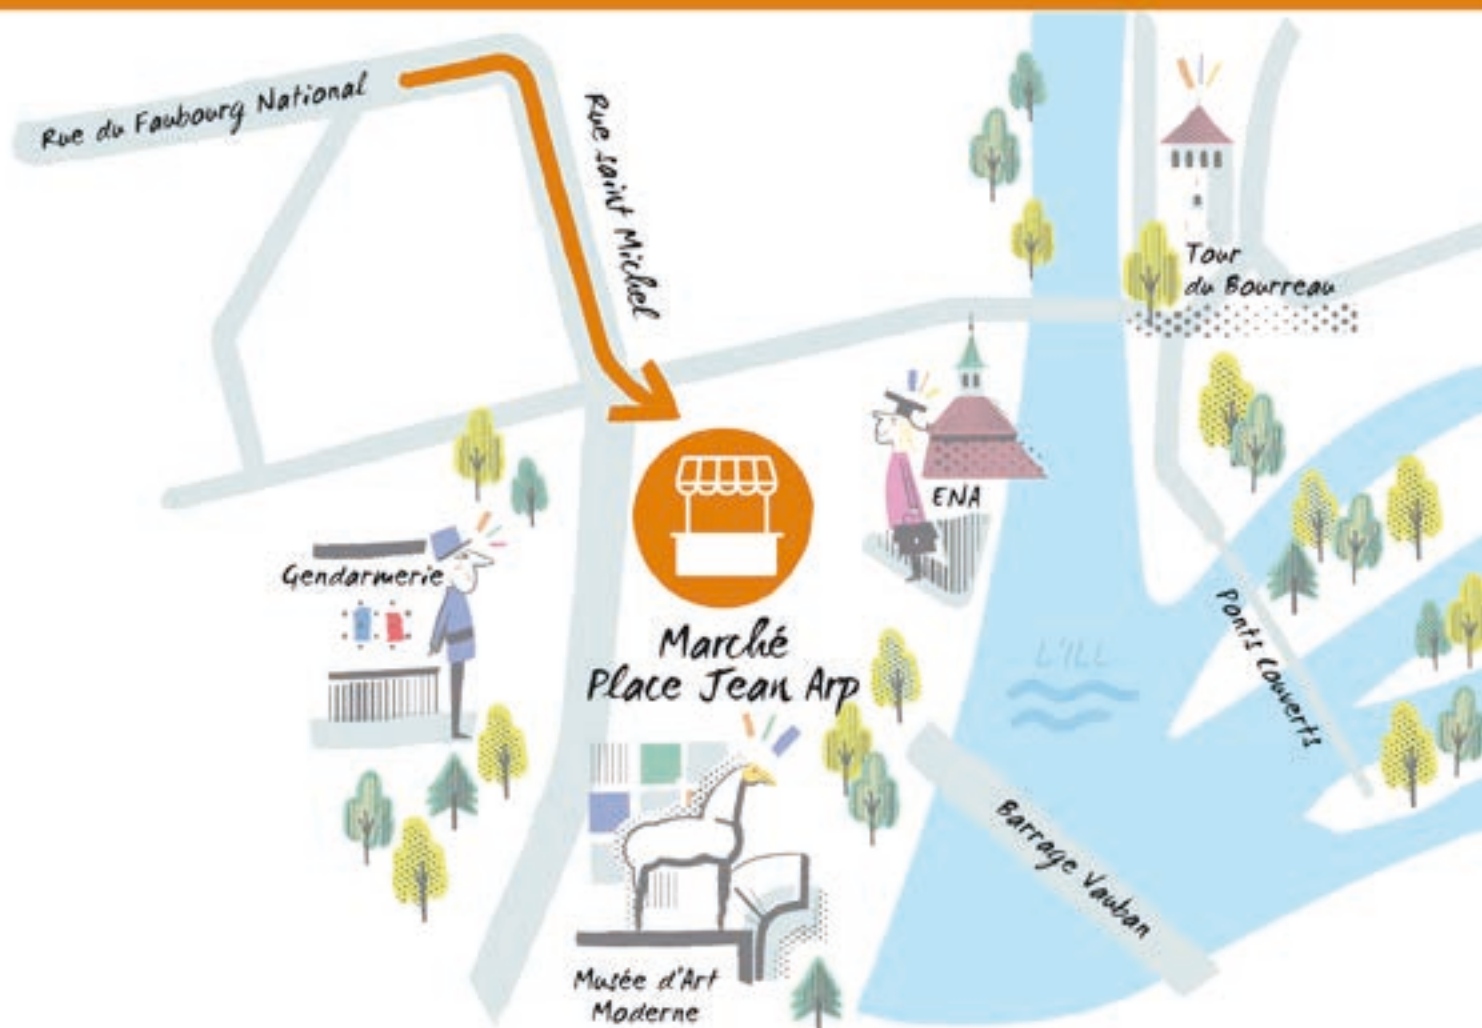 Rue du Faubourg National
Rue saint Michel
Tour
du Bourreau
ENA
Gendarmerie
Marché
Place Jean Arp
L'ILL
Ponts Couverts
Barrage Vauban
Musée d'Art
Moderne